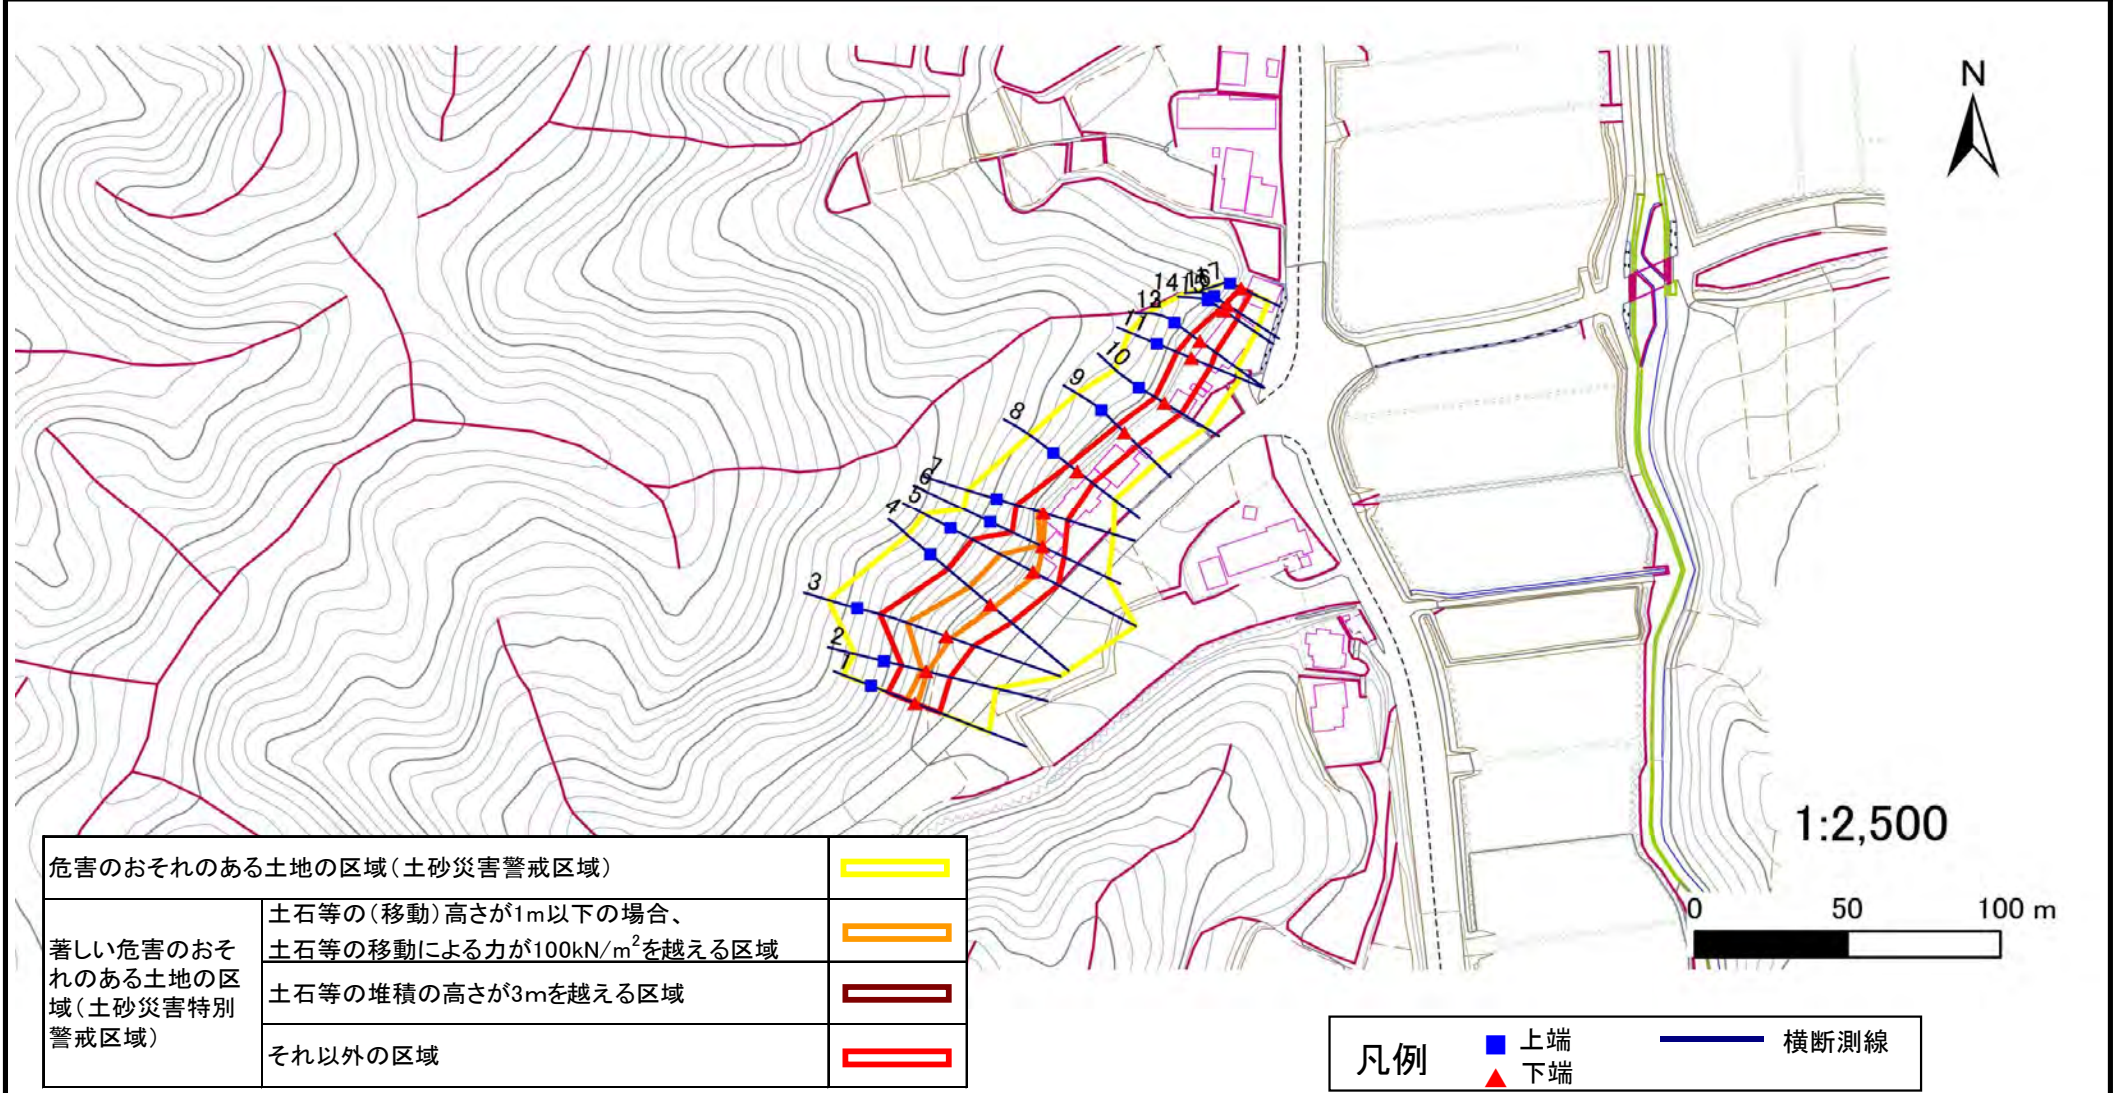 N
17
16
15
14
13
12
11
10
9
8
7
6
5
4
3
2
1
1:2,500
0 50 100 m
危害のおそれのある土地の区域(土砂災害警戒区域)
著しい危害のおそ
れのある土地の区
域(土砂災害特別
警戒区域)
土石等の(移動)高さが1m以下の場合、
土石等の移動による力が100kN/m²を越える区域
土石等の堆積の高さが3mを越える区域
それ以外の区域
凡例
上端
下端
横断測線